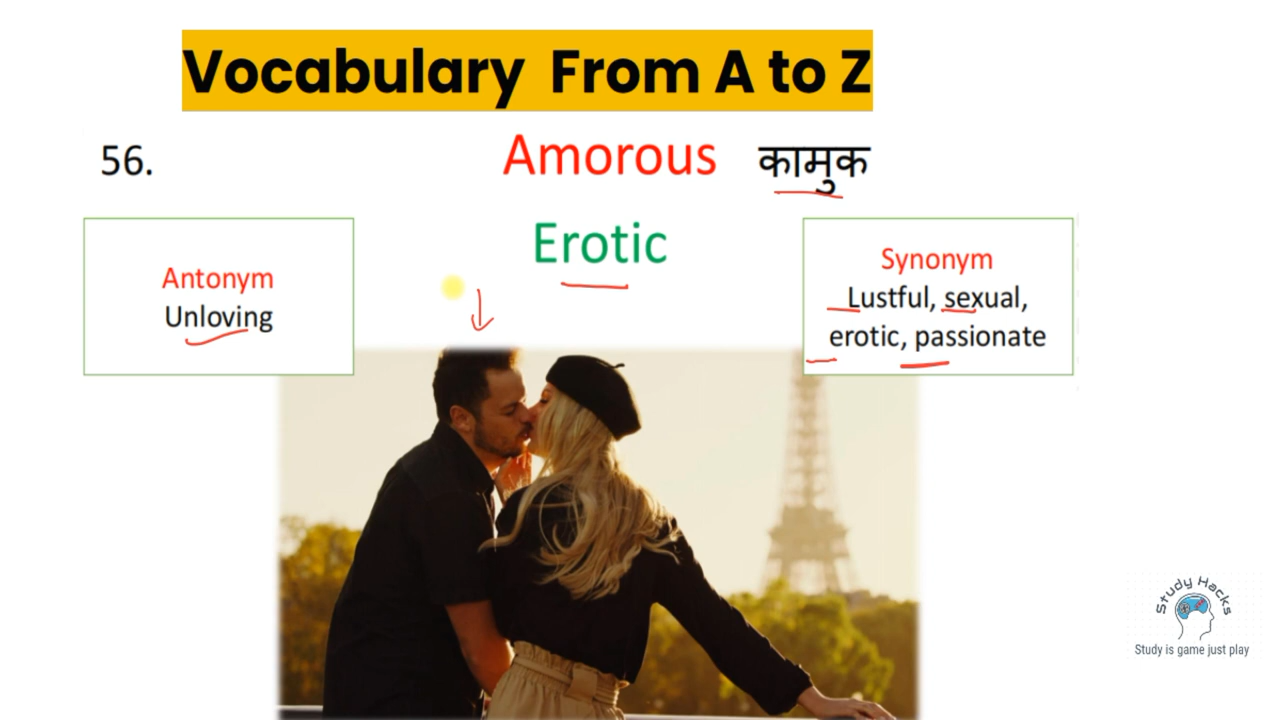 Vocabulary From A to Z
56.
Amorous कामुक
Erotic
Antonym
Unloving
Synonym
Lustful, sexual,
erotic, passionate
Study Hacks
Study is game just play